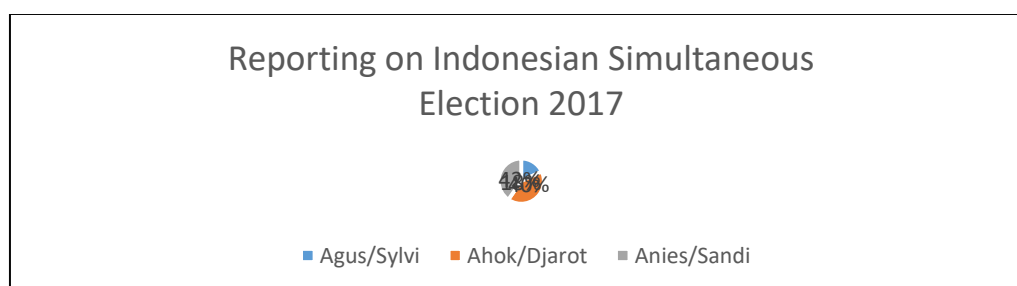 Reporting on Indonesian Simultaneous
Election 2017
Agus/Sylvi
Ahok/Djarot
Anies/Sandi